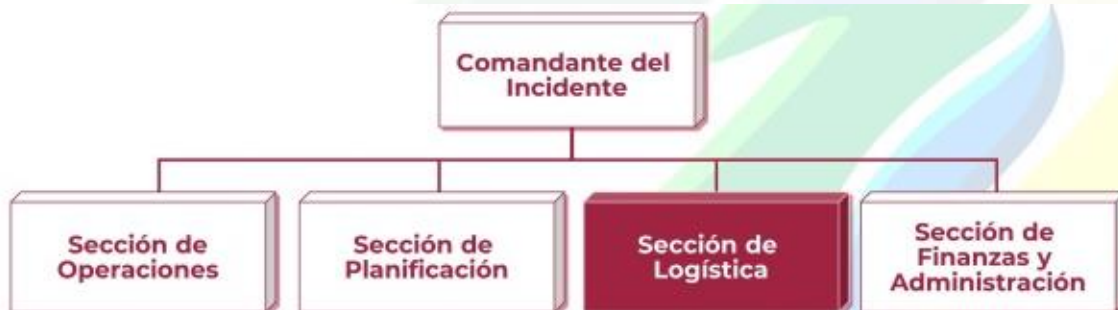 Comandante del
Incidente
Sección de
Operaciones
Sección de
Planificación
Sección de
Logística
Sección de
Finanzas y
Administración